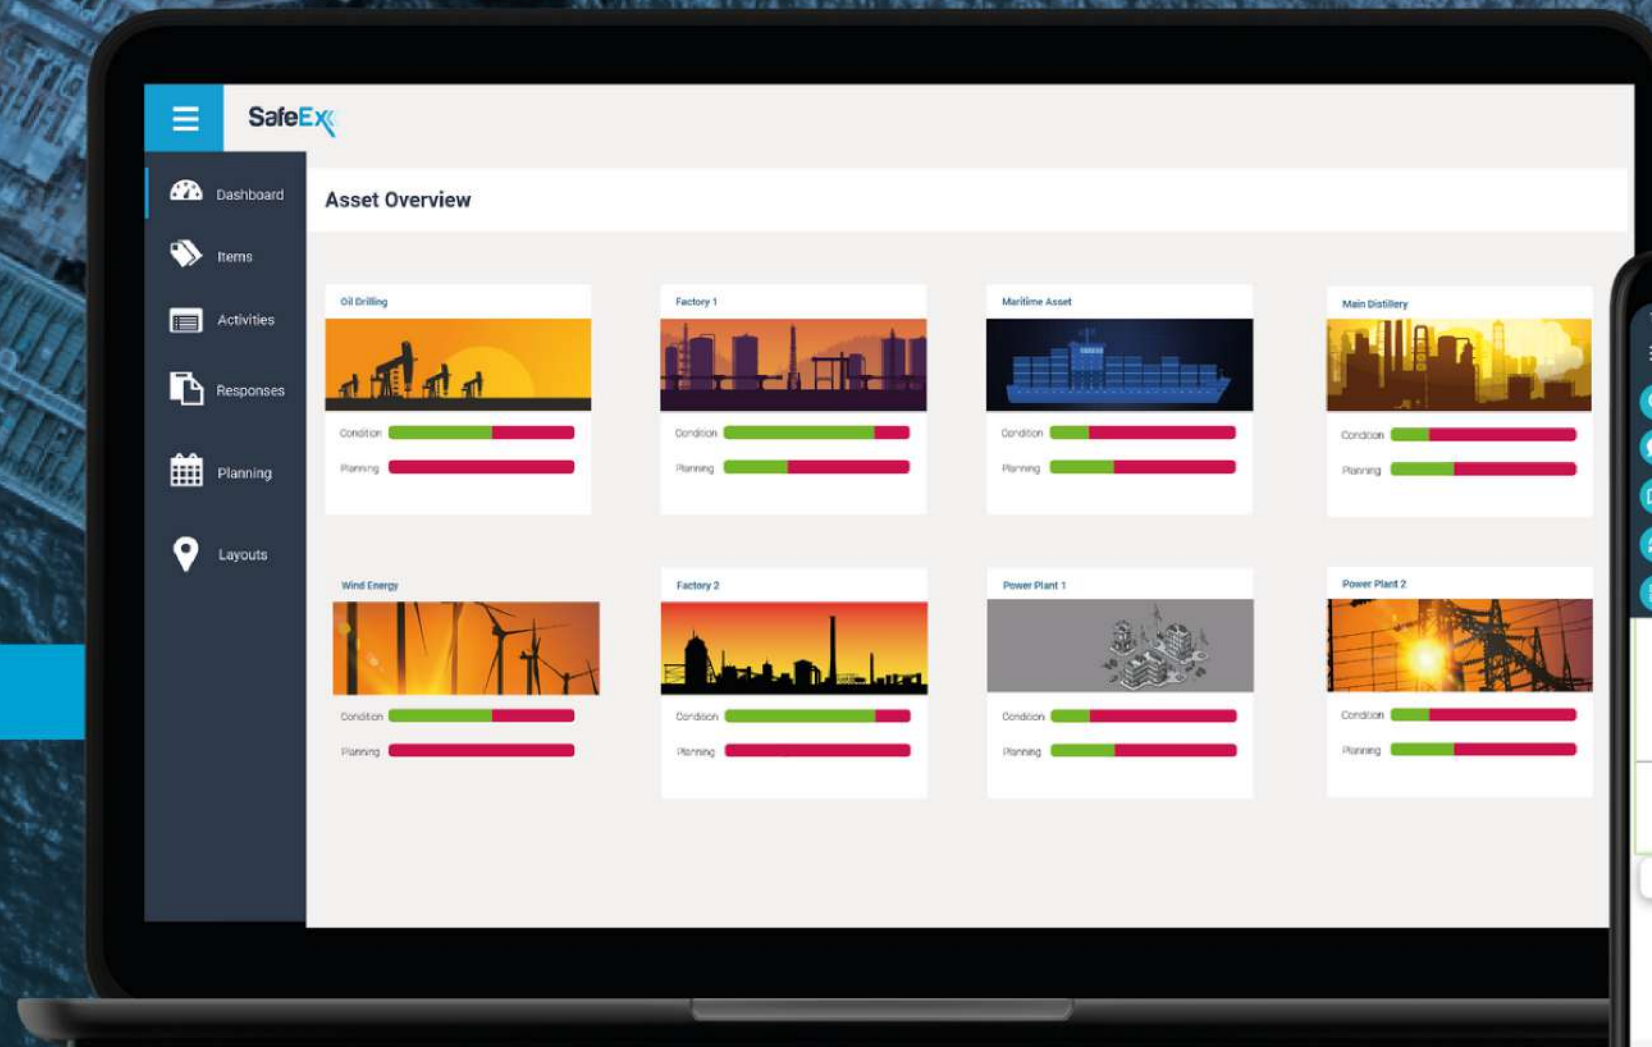 SafeEx
Dashboard
Items
Activities
Responses
Planning
Layouts
Asset Overview
Oil Drilling
Condition
Planning
Factory 1
Condition
Planning
Maritime Asset
Condition
Planning
Main Distillery
Condition
Planning
Wind Energy
Condition
Planning
Factory 2
Condition
Planning
Power Plant 1
Condition
Planning
Power Plant 2
Condition
Planning